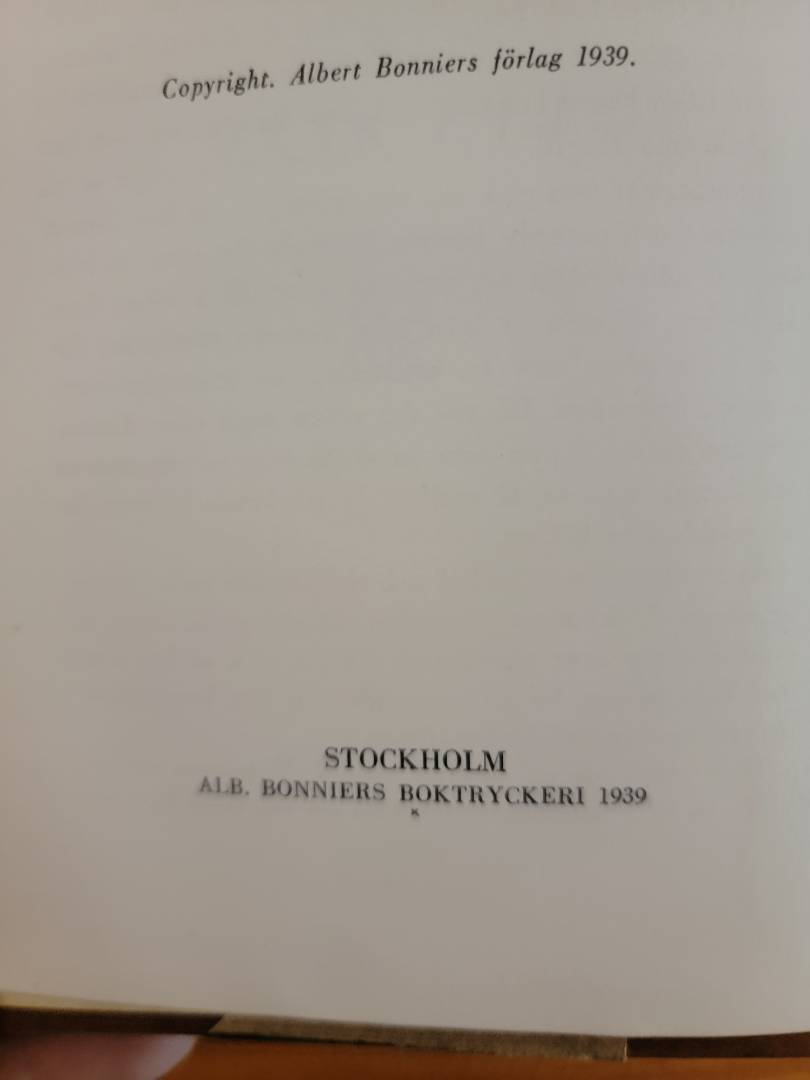 Copyright. Albert Bonniers förlag 1939.
STOCKHOLM
ALB. BONNIERS BOKTRYCKERI 1939